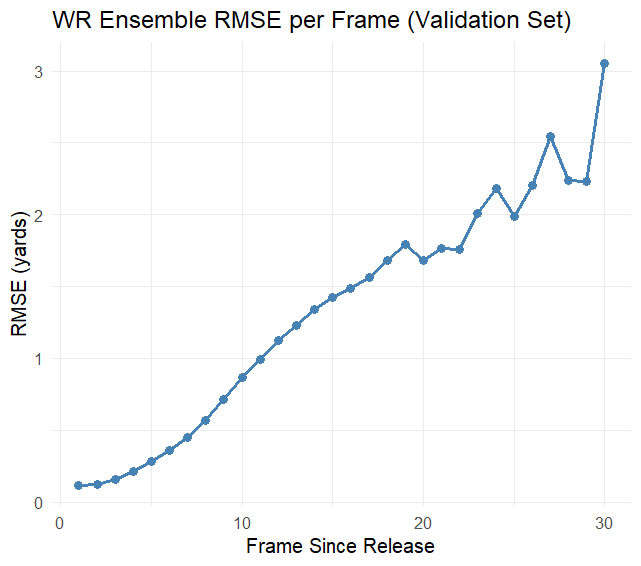 WR Ensemble RMSE per Frame (Validation Set)
RMSE (yards)
3
2
1
0
0
10
20
30
Frame Since Release